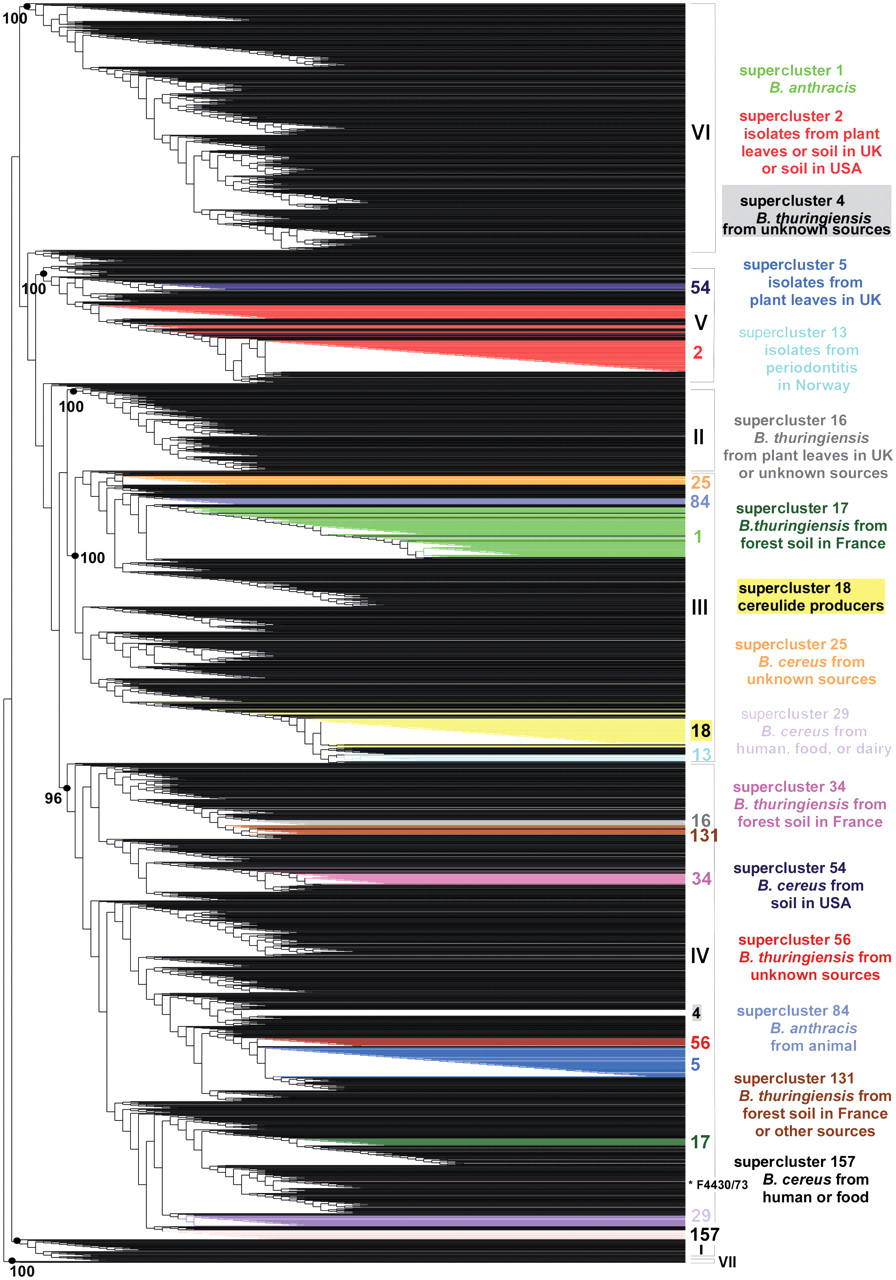 100
VI
100
54
V
2
100
II
25
84
1
100
III
18
13
96
16
131
34
IV
4
56
5
17
* F4430/73
29
157
I
VII
100
supercluster 1
B. anthracis
supercluster 2
isolates from plant
leaves or soil in UK
or soil in USA
supercluster 4
B. thuringiensis
from unknown sources
supercluster 5
isolates from
plant leaves in UK
supercluster 13
isolates from
periodontitis
in Norway
supercluster 16
B. thuringiensis
from plant leaves in UK
or unknown sources
supercluster 17
B.thuringiensis from
forest soil in France
supercluster 18
cereulide producers
supercluster 25
B. cereus from
unknown sources
supercluster 29
B. cereus from
human, food, or dairy
supercluster 34
B. thuringiensis from
forest soil in France
supercluster 54
B. cereus from
soil in USA
supercluster 56
B. thuringiensis from
unknown sources
supercluster 84
B. anthracis
from animal
supercluster 131
B. thuringiensis from
forest soil in France
or other sources
supercluster 157
B. cereus from
human or food